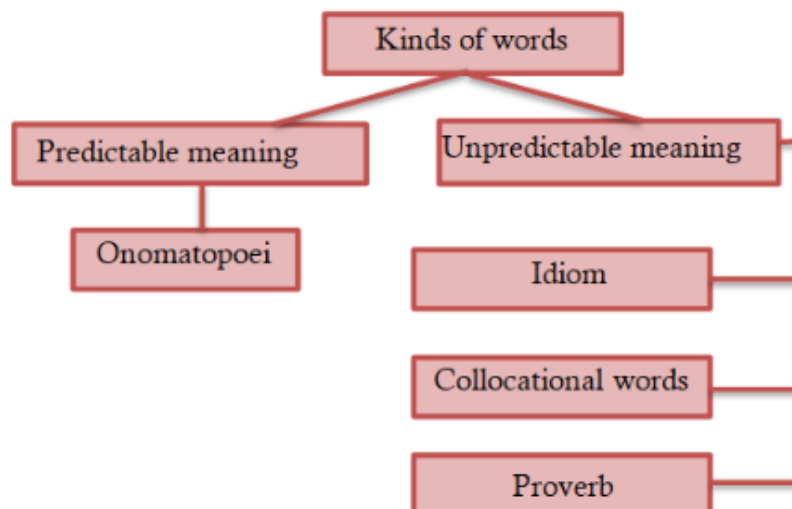 Kinds of words
Predictable meaning
Unpredictable meaning
Onomatopoei
Idiom
Collocational words
Proverb